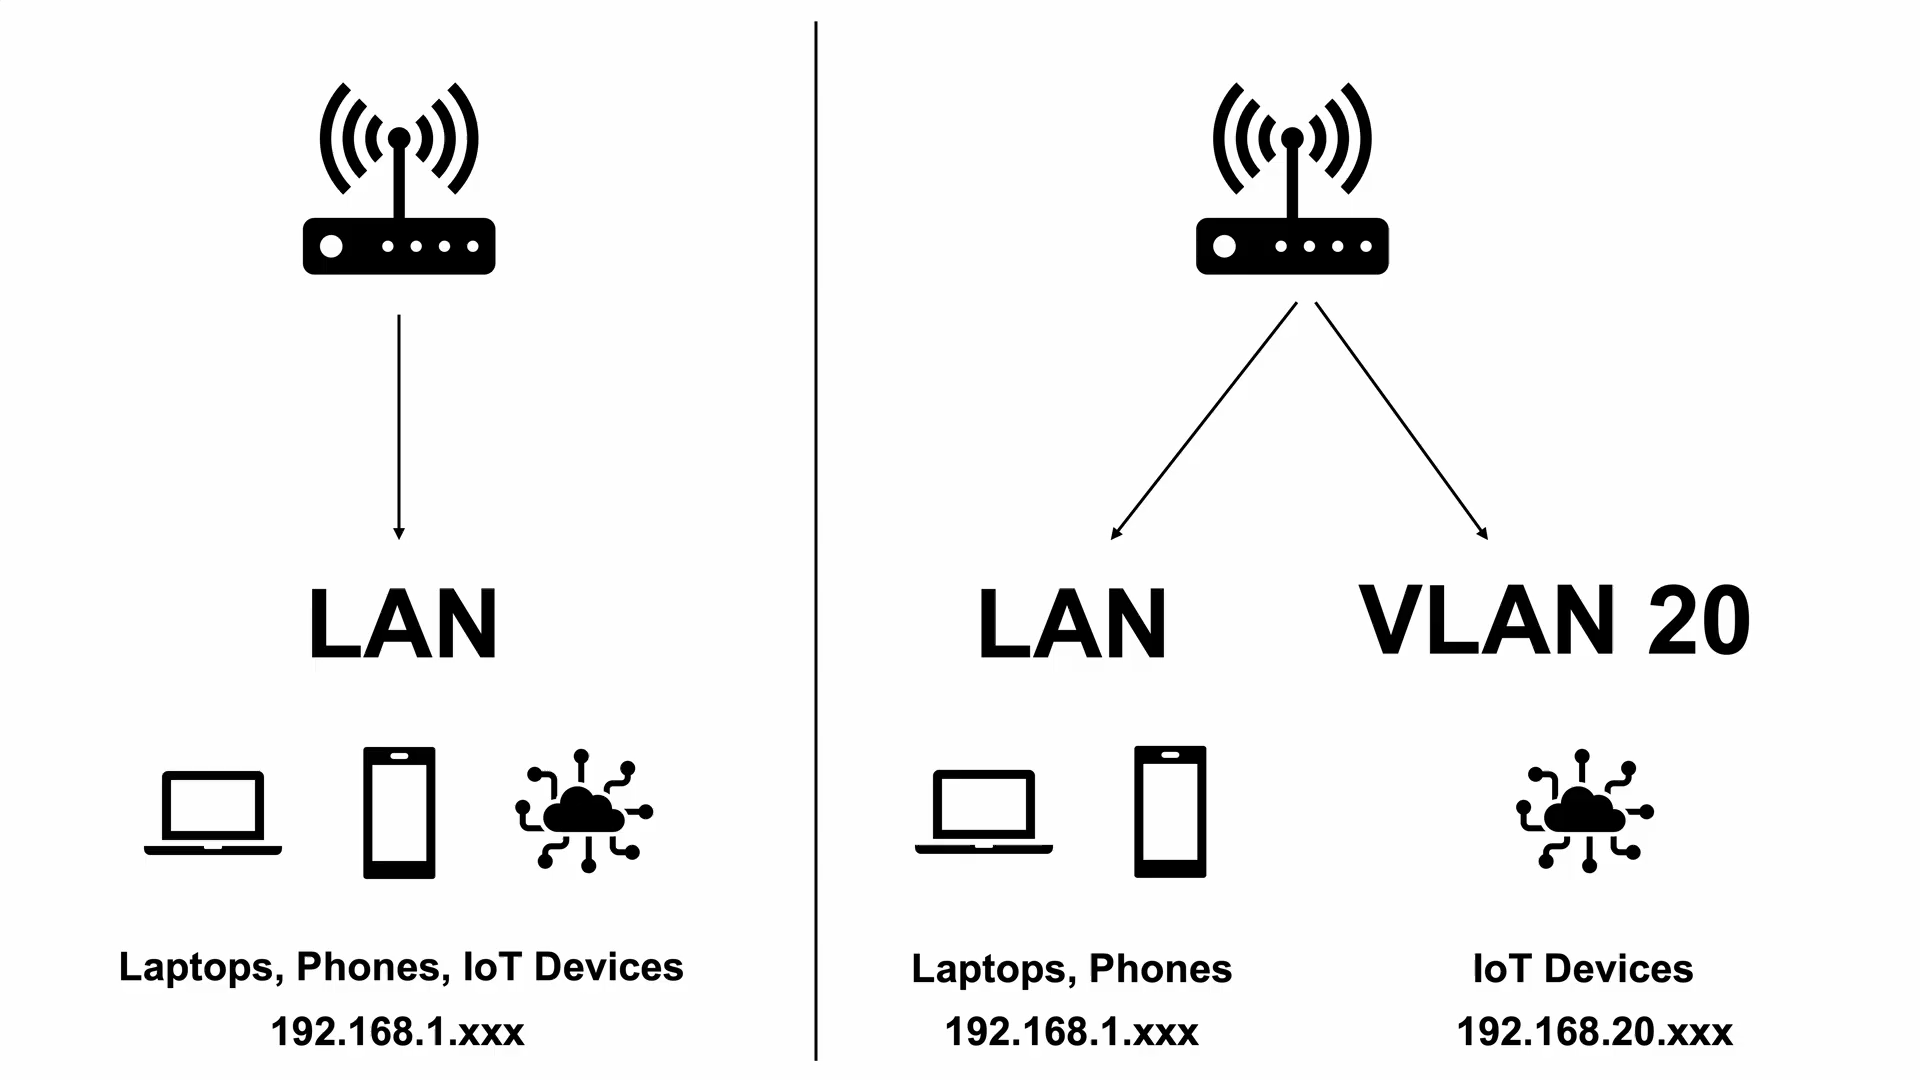 LAN
Laptops, Phones, IoT Devices
192.168.1.xxx
LAN
VLAN 20
Laptops, Phones
192.168.1.xxx
IoT Devices
192.168.20.xxx